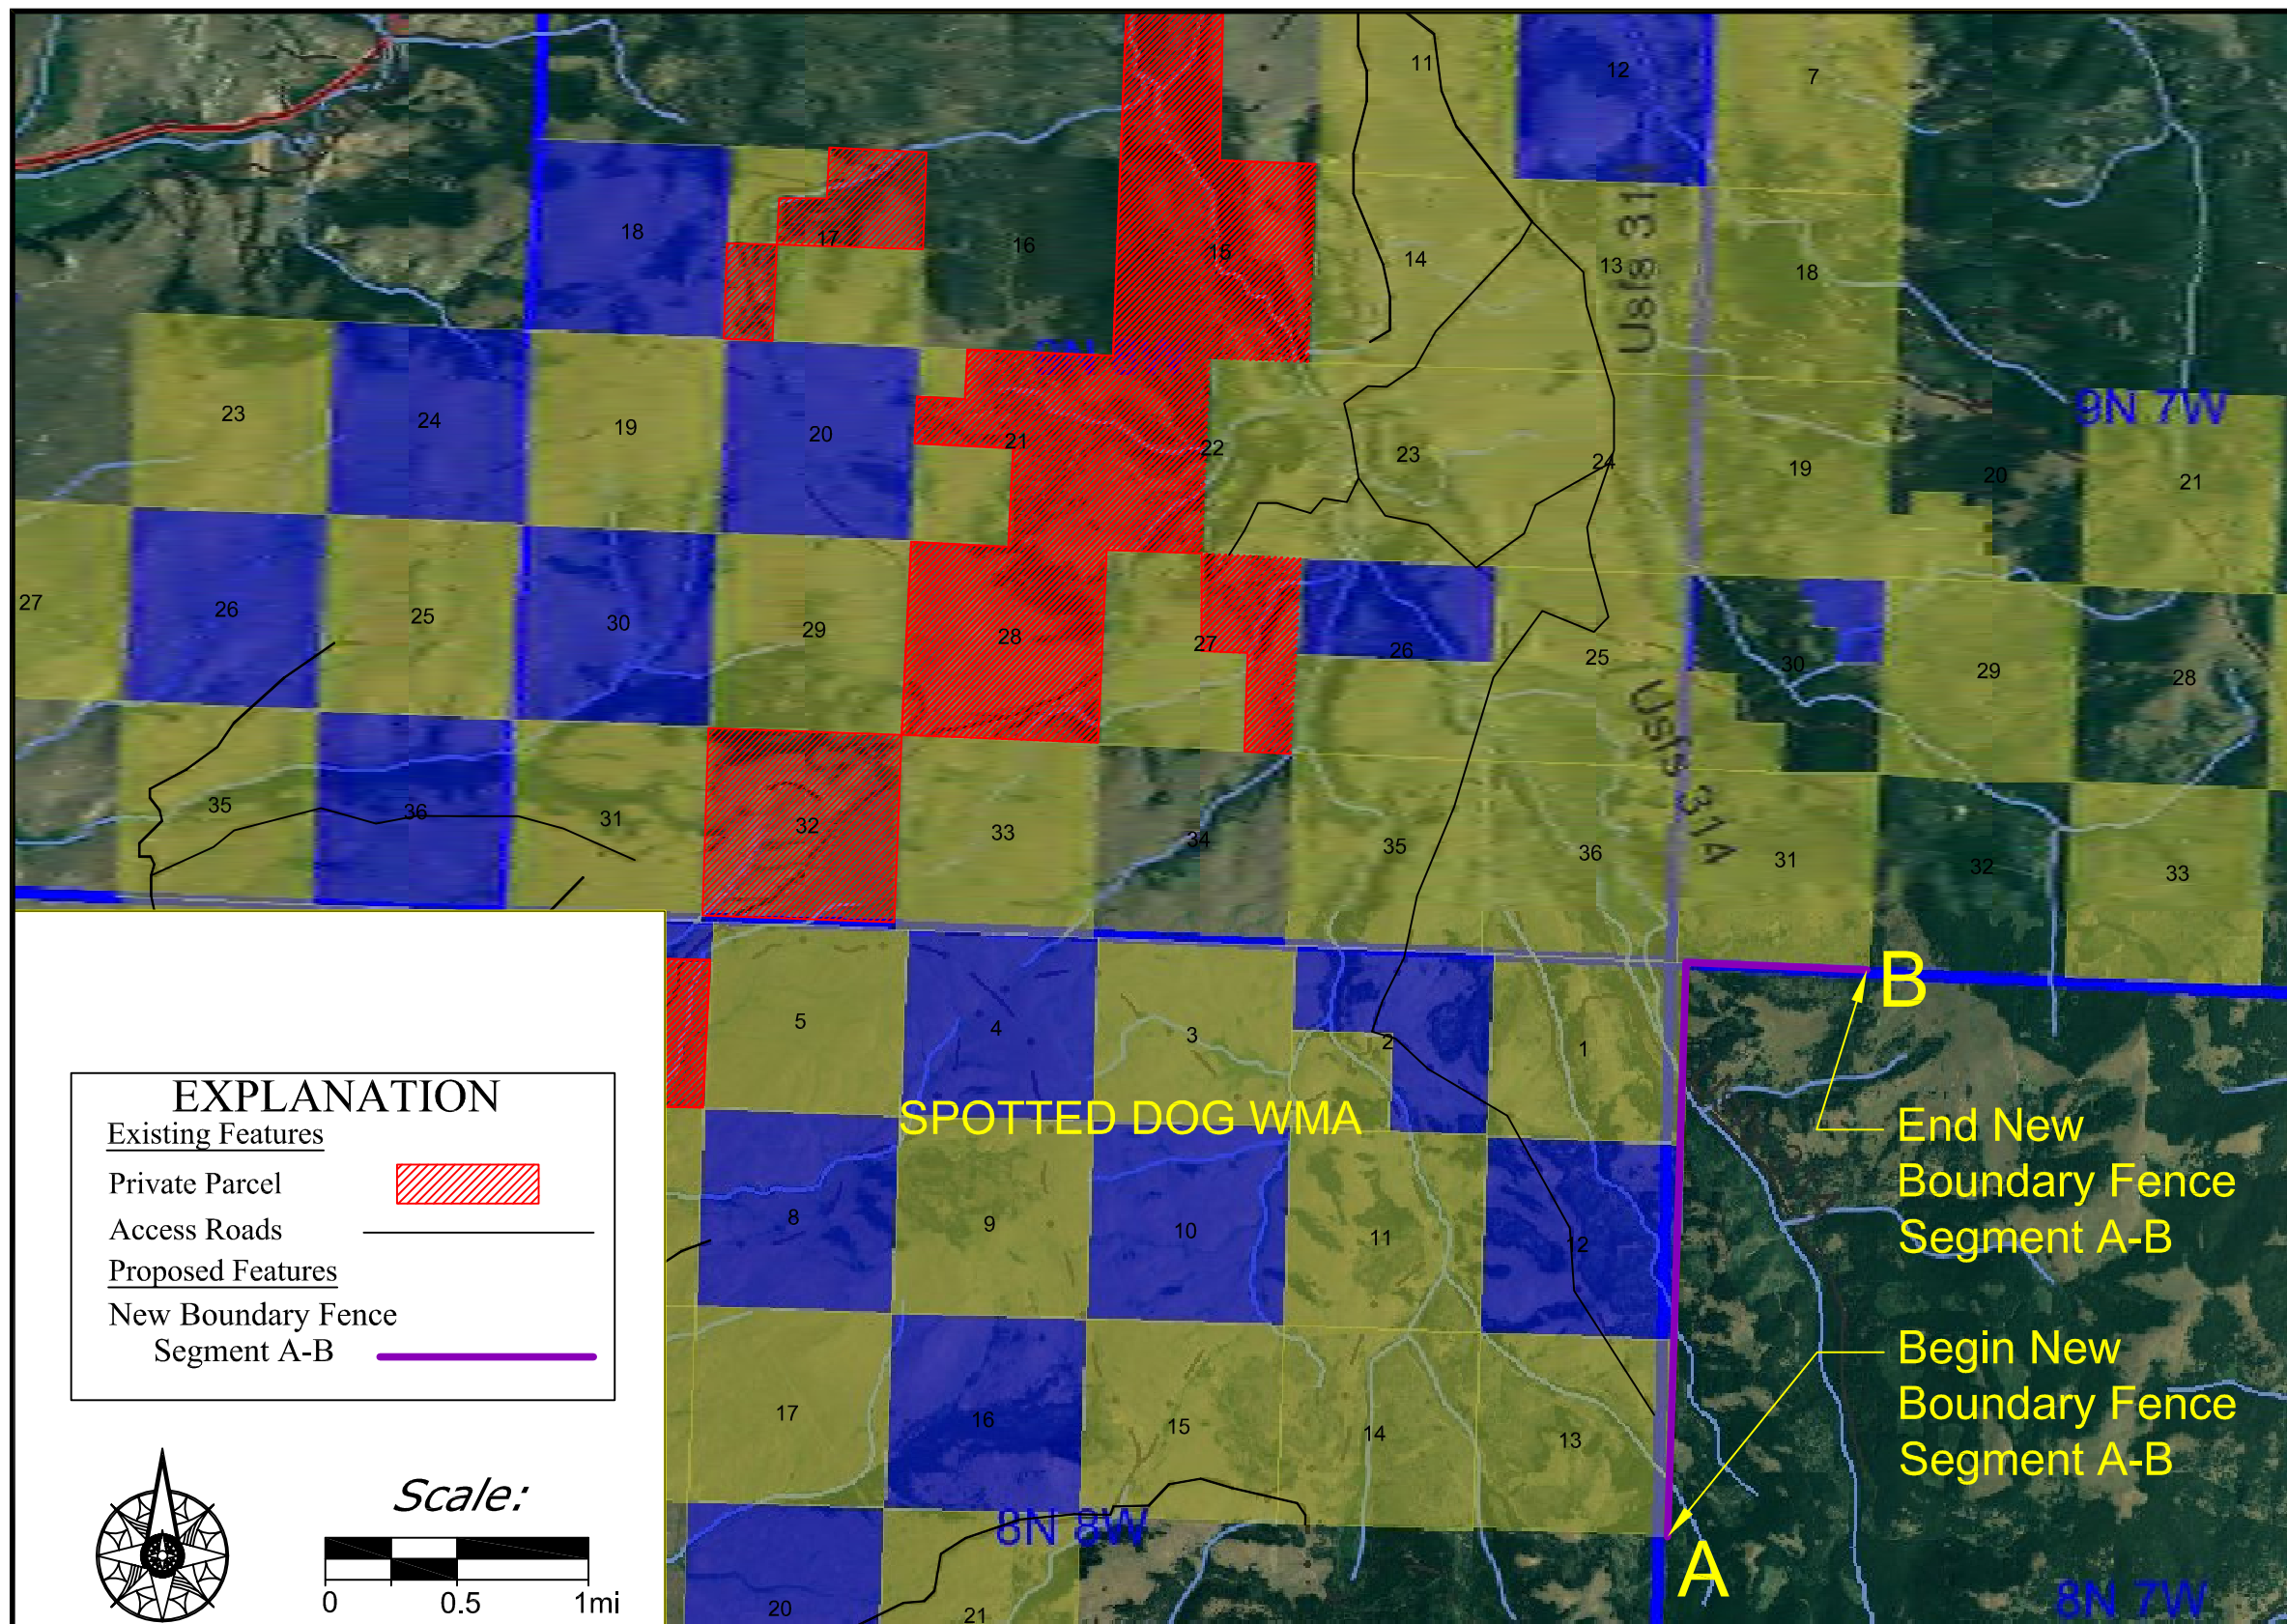 11
12
7
18
17
16
15
14
13
Usfs 31
18
9N 8W
23
24
19
20
21
22
23
24
19
20
9N 7W
21
27
26
25
30
29
28
27
26
25
30
29
28
Usfs 31A
35
36
31
32
33
34
35
36
31
32
33
5
4
3
2
1
B
SPOTTED DOG WMA
End New
Boundary Fence
Segment A-B
8
9
10
11
12
Begin New
Boundary Fence
Segment A-B
17
16
15
14
13
8N 8W
A
20
21
8N 7W
EXPLANATION
Existing Features
Private Parcel
Access Roads
Proposed Features
New Boundary Fence
Segment A-B
Scale:
0 0.5 1mi